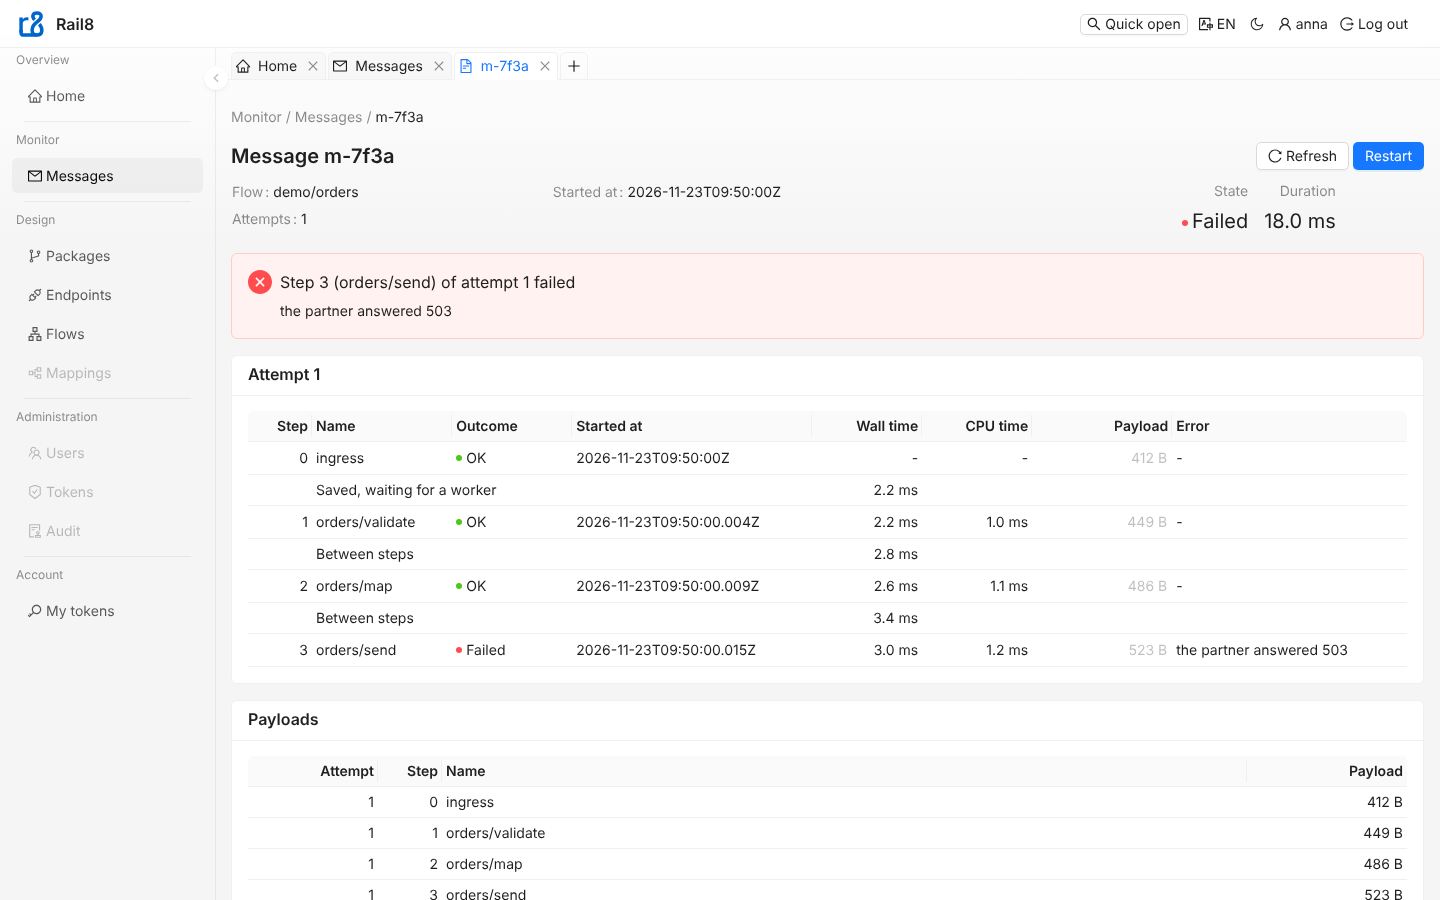 r8 Rail8
Quick open EN anna Log out
Overview
Home
Monitor
Messages
Design
Packages
Endpoints
Flows
Mappings
Administration
Users
Tokens
Audit
Account
My tokens
Home Messages m-7f3a
Monitor / Messages / m-7f3a
Message m-7f3a
Refresh Restart
Flow : demo/orders Started at : 2026-11-23T09:50:00Z State Duration
Attempts : 1 Failed 18.0 ms
Step 3 (orders/send) of attempt 1 failed
the partner answered 503
Attempt 1
Step Name Outcome Started at Wall time CPU time Payload Error
0 ingress OK 2026-11-23T09:50:00Z - - 412 B -
Saved, waiting for a worker 2.2 ms
1 orders/validate OK 2026-11-23T09:50:00.004Z 2.2 ms 1.0 ms 449 B -
Between steps 2.8 ms
2 orders/map OK 2026-11-23T09:50:00.009Z 2.6 ms 1.1 ms 486 B -
Between steps 3.4 ms
3 orders/send Failed 2026-11-23T09:50:00.015Z 3.0 ms 1.2 ms 523 B the partner answered 503
Payloads
Attempt Step Name Payload
1 0 ingress 412 B
1 1 orders/validate 449 B
1 2 orders/map 486 B
1 3 orders/send 523 B